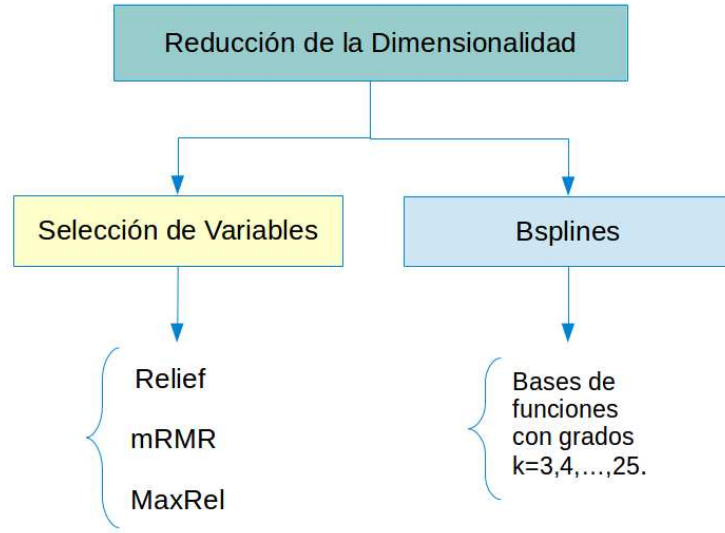 Reducción de la Dimensionalidad
Selección de Variables
Bsplines
Relief
mRMR
MaxRel
Bases de
funciones
con grados
k=3,4,...,25.